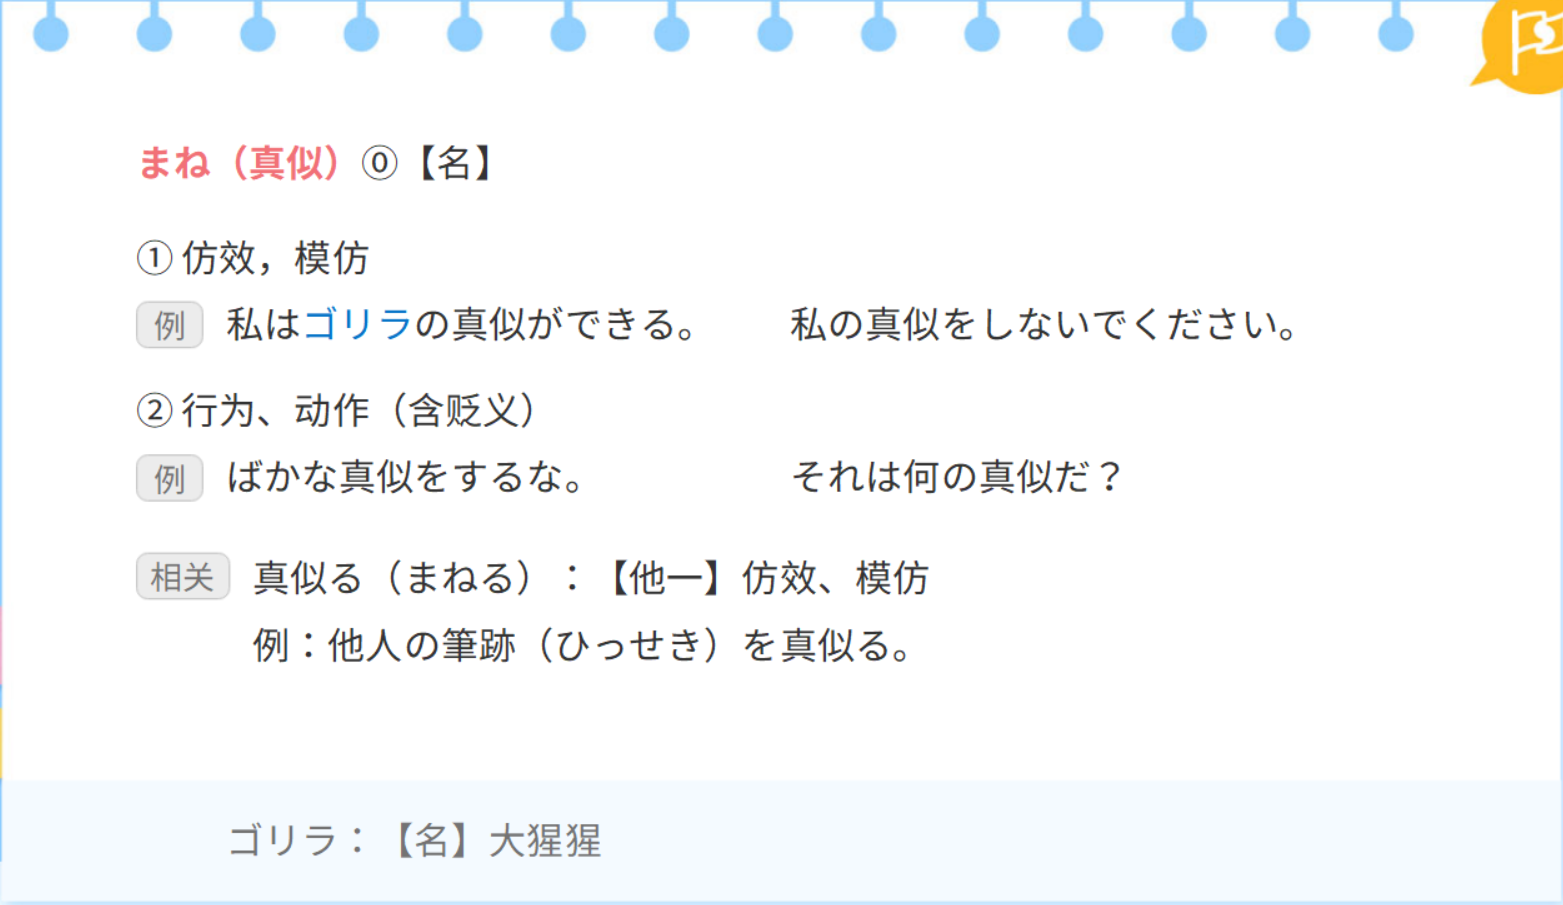 まね（真似）⓪【名】
① 仿效，模仿
例 私はゴリラの真似ができる。 私の真似をしないでください。
② 行为、动作（含贬义）
例 ばかな真似をするな。 それは何の真似だ？
相关 真似る（まねる）：【他一】仿效、模仿
例：他人の筆跡（ひっせき）を真似る。
ゴリラ：【名】大猩猩